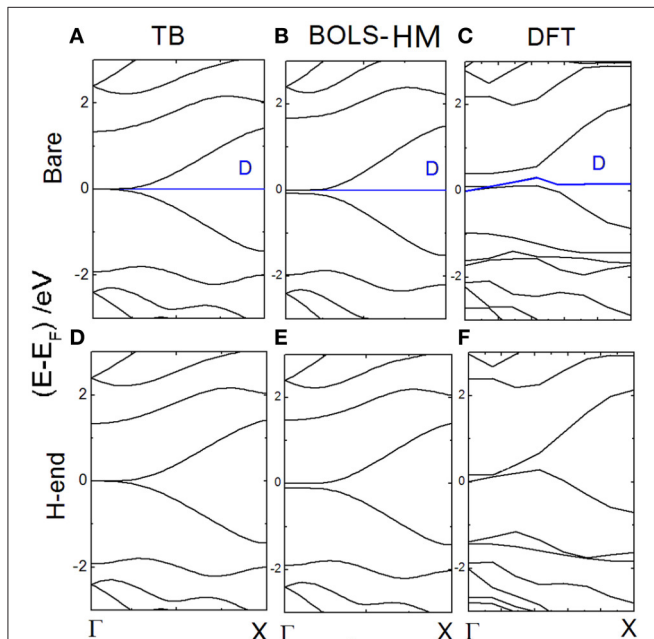 A TB B BOLS-HM C DFT
2 2 2
D D D
0 0 0
-2 -2 -2
Bare
(E-E_F) /eV
H-end
D E F
2 2 2
0 0 0
-2 -2 -2
Γ X Γ X Γ X